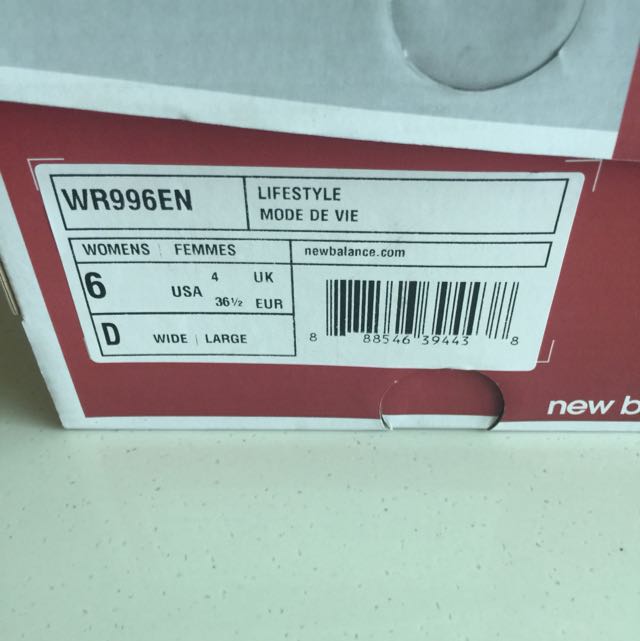 WR996EN
LIFESTYLE
MODE DE VIE
WOMENS | FEMMES
newbalance.com
6 USA 4 UK
36½ EUR
D WIDE | LARGE
8 88546 39443 8
new b